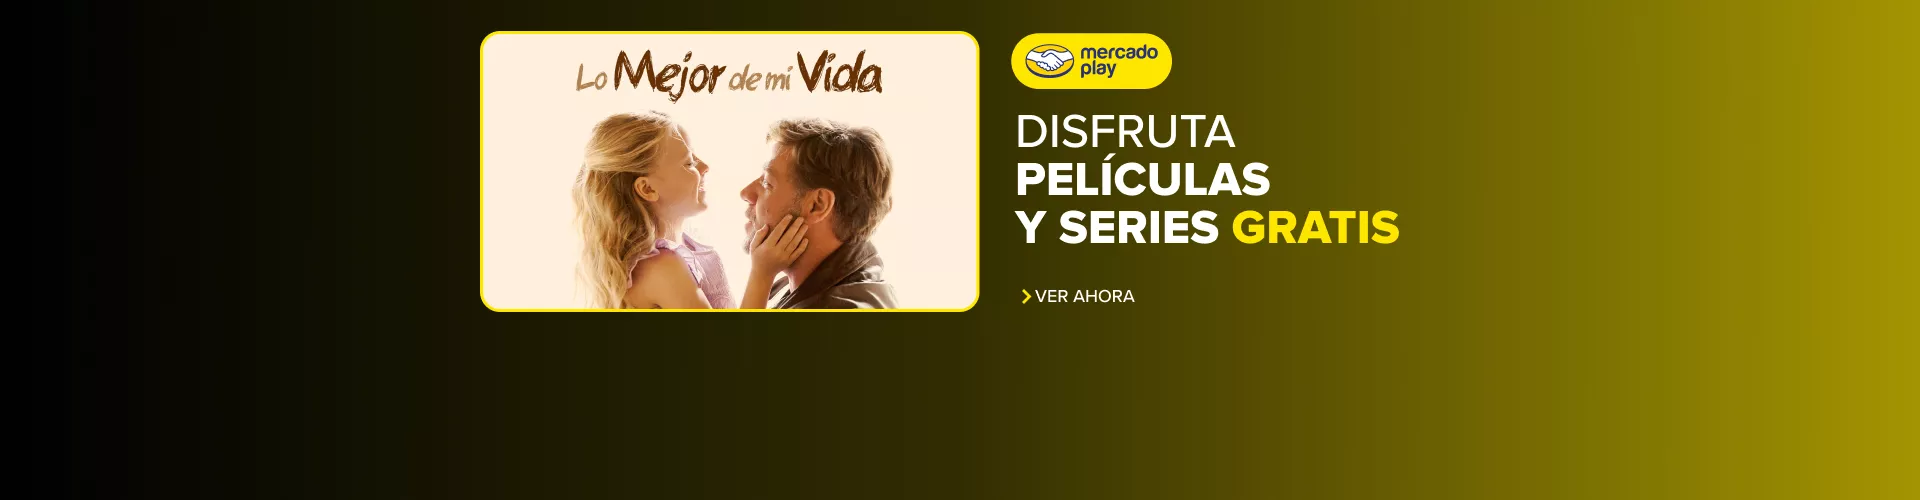 Lo Mejor de mi Vida
mercado
play
DISFRUTA
PELÍCULAS
Y SERIES GRATIS
VER AHORA